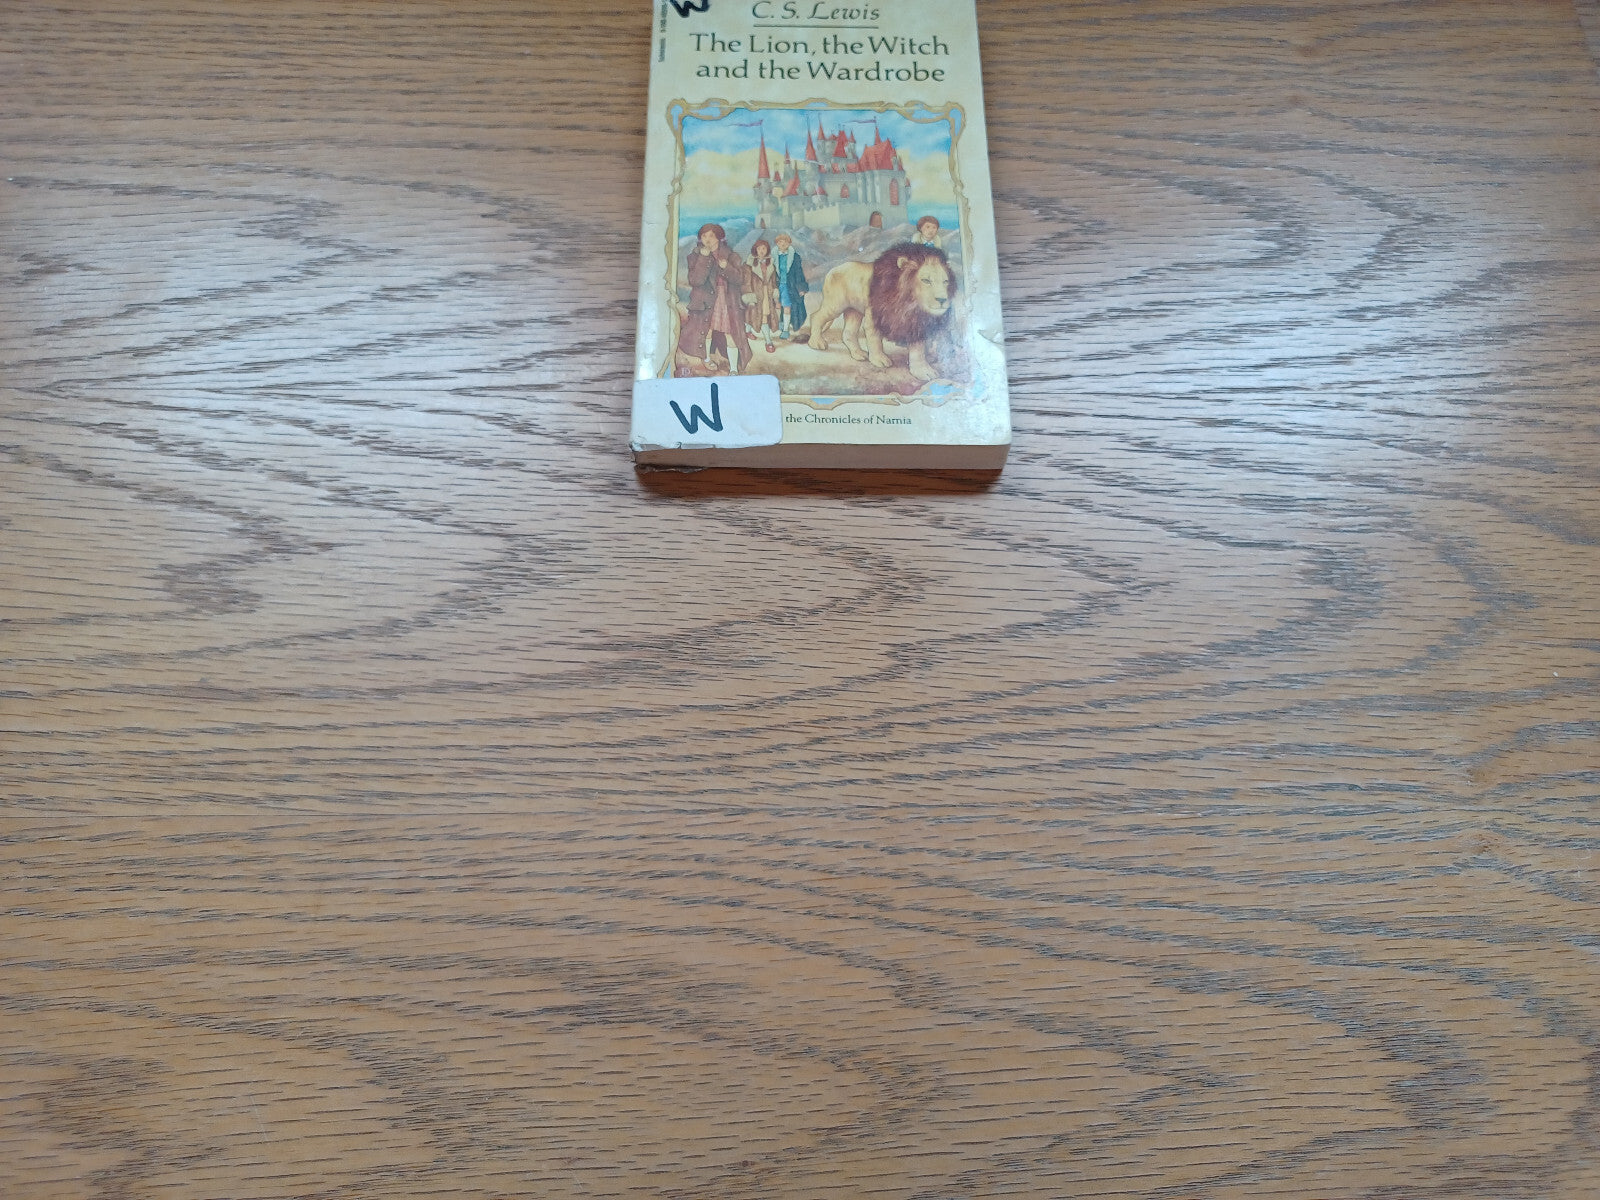 W
C. S. Lewis
The Lion, the Witch
and the Wardrobe
W
the Chronicles of Narnia